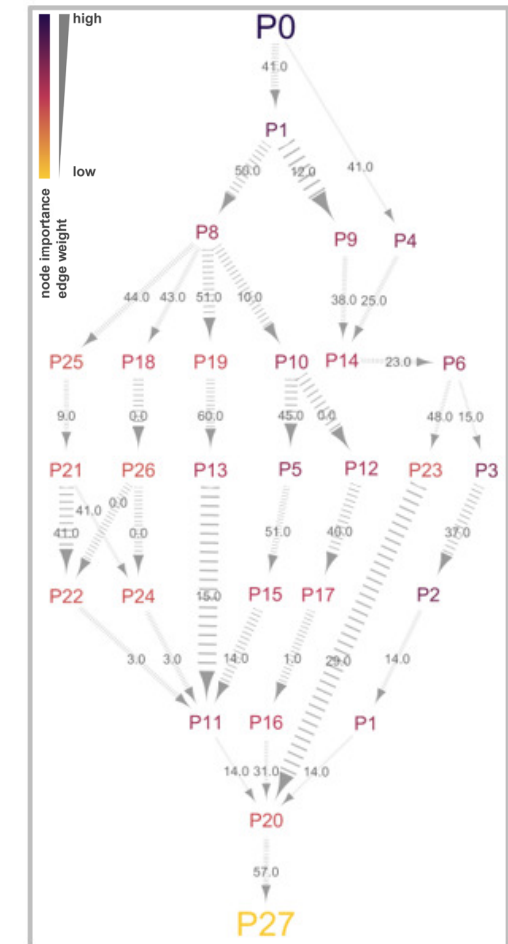 high
P0
41.0
P1
50.0 12.0 41.0
low
node importance
edge weight
P8 P9 P4
44.0 43.0 51.0 10.0 38.0 25.0
P25 P18 P19 P10 P14 23.0 P6
9.0 0.0 60.0 45.0 0.0 48.0 15.0
P21 P26 P13 P5 P12 P23 P3
41.0 41.0 0.0 0.0 51.0 40.0 37.0
P22 P24 15.0 P15 P17 P2
3.0 3.0 14.0 1.0 29.0 14.0
P11 P16 P1
14.0 31.0 14.0
P20
57.0
P27